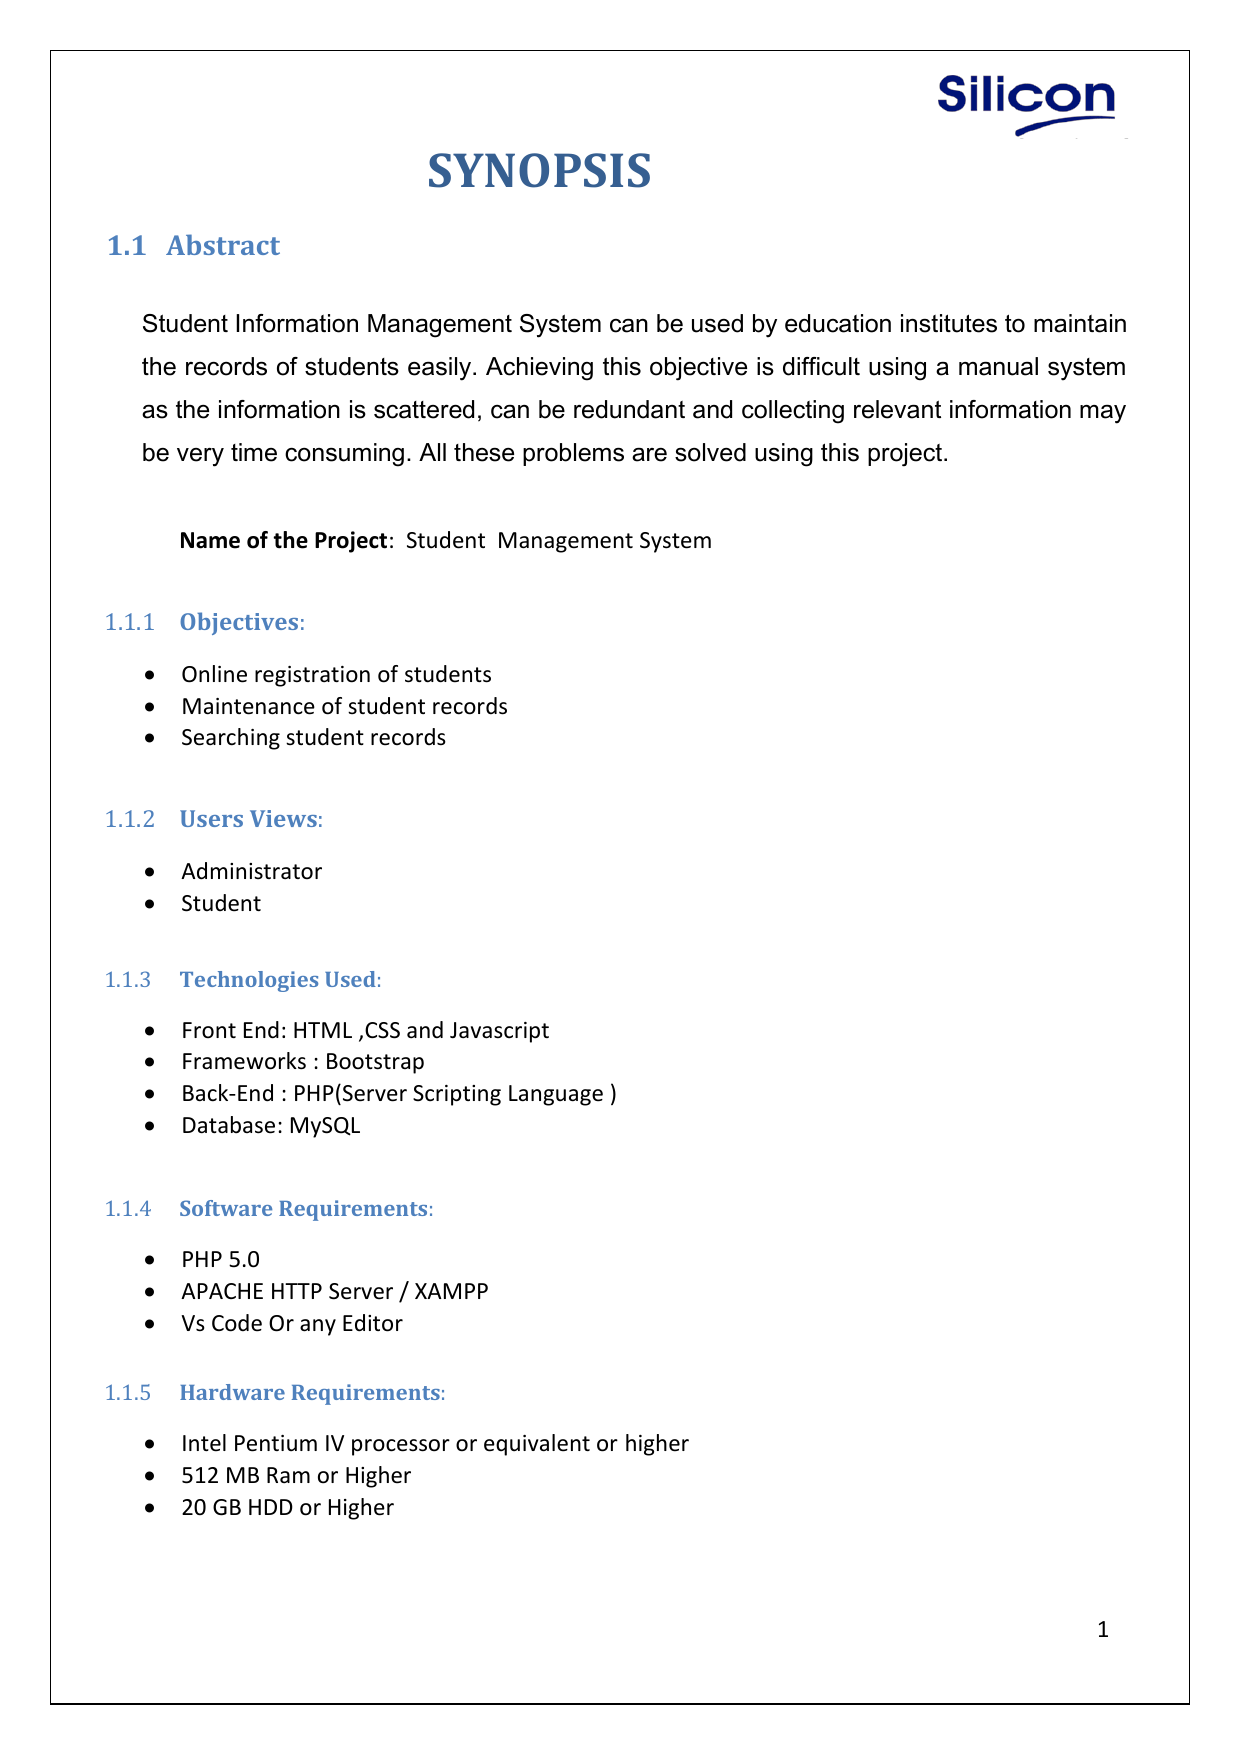 Silicon
SYNOPSIS
1.1 Abstract
Student Information Management System can be used by education institutes to maintain
the records of students easily. Achieving this objective is difficult using a manual system
as the information is scattered, can be redundant and collecting relevant information may
be very time consuming. All these problems are solved using this project.
Name of the Project: Student Management System
1.1.1 Objectives:
• Online registration of students
• Maintenance of student records
• Searching student records
1.1.2 Users Views:
• Administrator
• Student
1.1.3 Technologies Used:
• Front End: HTML ,CSS and Javascript
• Frameworks : Bootstrap
• Back-End : PHP(Server Scripting Language )
• Database: MySQL
1.1.4 Software Requirements:
• PHP 5.0
• APACHE HTTP Server / XAMPP
• Vs Code Or any Editor
1.1.5 Hardware Requirements:
• Intel Pentium IV processor or equivalent or higher
• 512 MB Ram or Higher
• 20 GB HDD or Higher
1